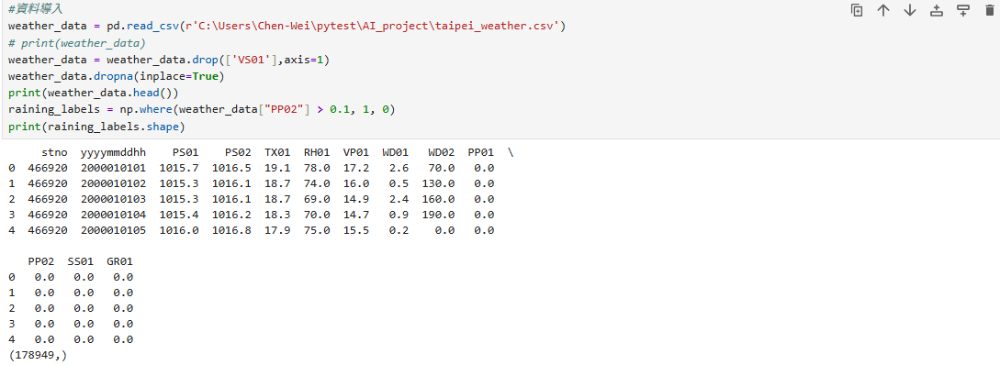 #資料導入
weather_data = pd.read_csv(r'C:\Users\Chen-Wei\pytest\AI_project\taipei_weather.csv')
# print(weather_data)
weather_data = weather_data.drop(['VS01'],axis=1)
weather_data.dropna(inplace=True)
print(weather_data.head())
raining_labels = np.where(weather_data["PP02"] > 0.1, 1, 0)
print(raining_labels.shape)
stno yyyymmddhh PS01 PS02 TX01 RH01 VP01 WD01 WD02 PP01 \
0 466920 2000010101 1015.7 1016.5 19.1 78.0 17.2 2.6 70.0 0.0
1 466920 2000010102 1015.3 1016.1 18.7 74.0 16.0 0.5 130.0 0.0
2 466920 2000010103 1015.3 1016.1 18.7 69.0 14.9 2.4 160.0 0.0
3 466920 2000010104 1015.4 1016.2 18.3 70.0 14.7 0.9 190.0 0.0
4 466920 2000010105 1016.0 1016.8 17.9 75.0 15.5 0.2 0.0 0.0
PP02 SS01 GR01
0 0.0 0.0 0.0
1 0.0 0.0 0.0
2 0.0 0.0 0.0
3 0.0 0.0 0.0
4 0.0 0.0 0.0
(178949,)